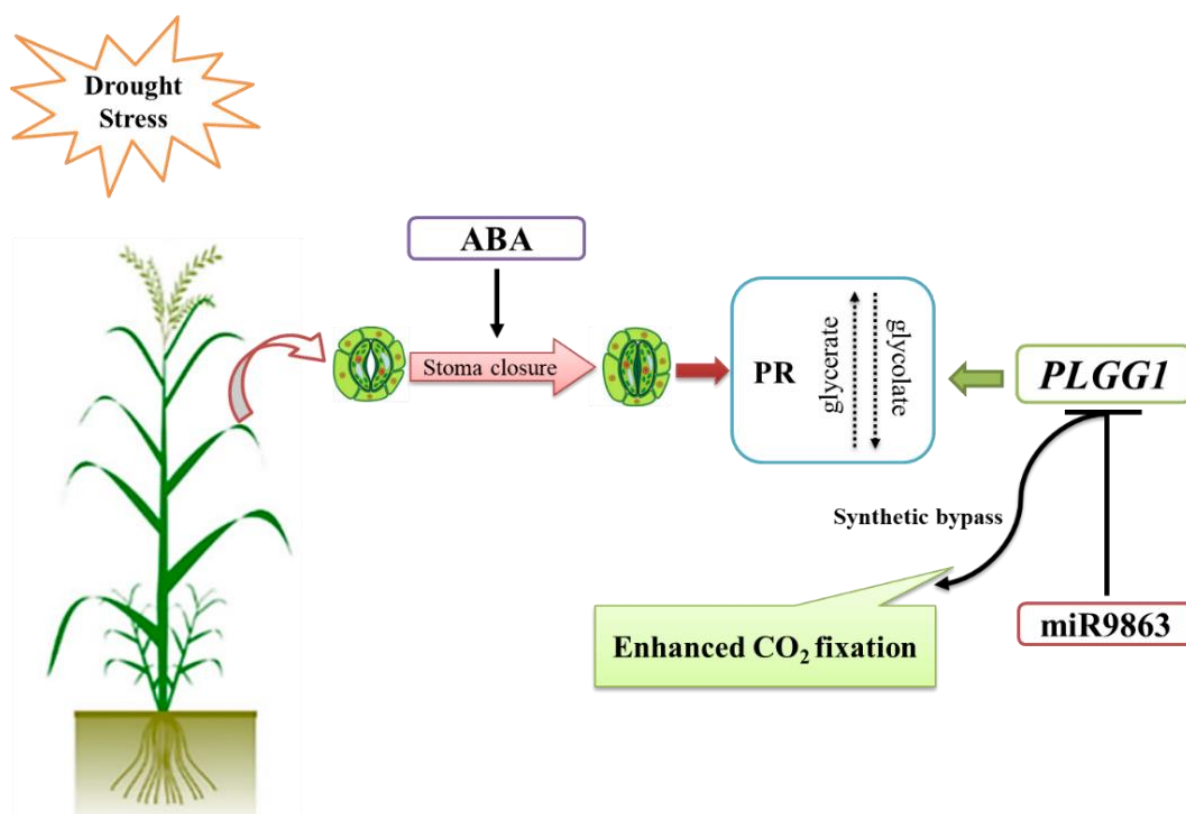 Drought
Stress
ABA
Stoma closure
PR
glycerate
glycolate
PLGG1
Synthetic bypass
Enhanced CO₂ fixation
miR9863